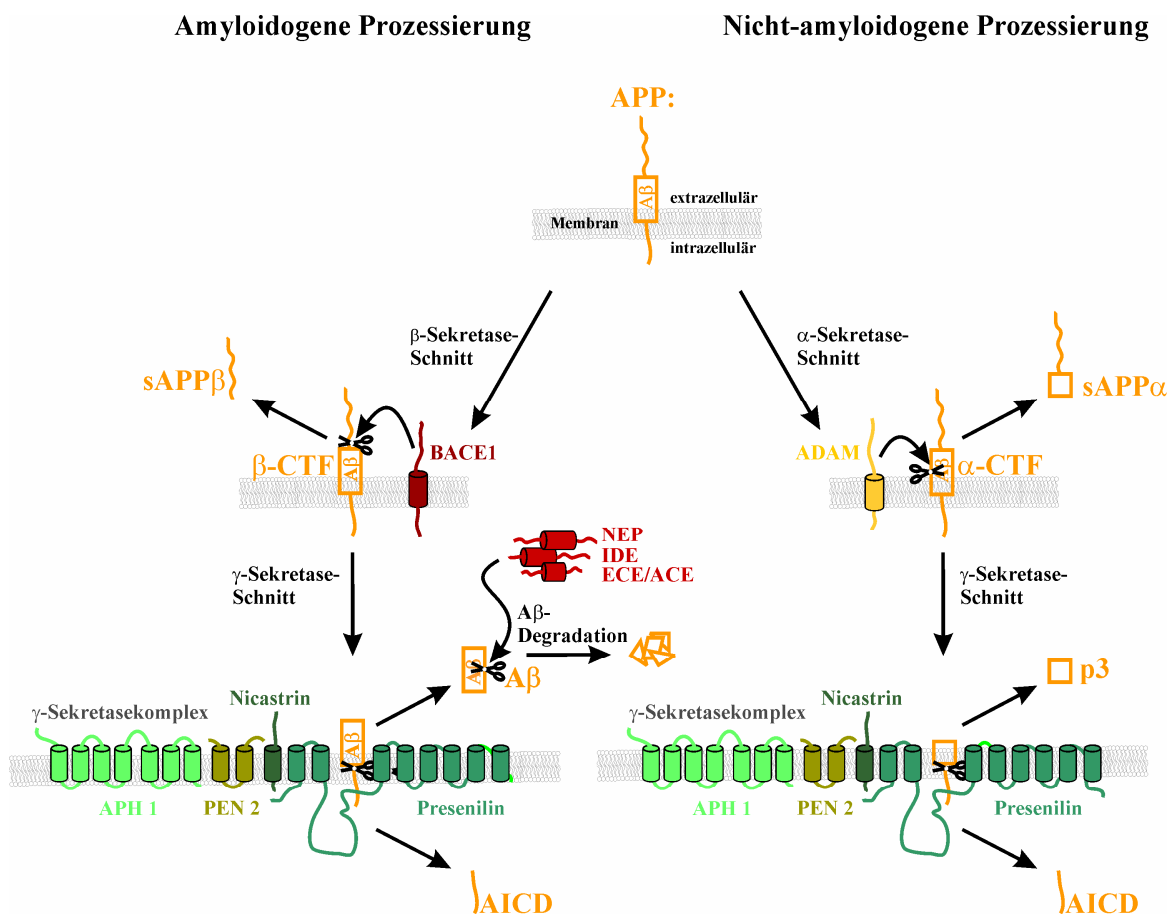 Amyloidogene Prozessierung
Nicht-amyloidogene Prozessierung
APP:
Aβ
extrazellulär
Membran
intrazellulär
β-Sekretase-
Schnitt
α-Sekretase-
Schnitt
sAPPβ
sAPPα
BACE1
ADAM
β-CTF
Aβ
Aβ
α-CTF
NEP
IDE
ECE/ACE
γ-Sekretase-
Schnitt
γ-Sekretase-
Schnitt
Aβ-
Degradation
Aβ
Aβ
p3
Nicastrin
Nicastrin
γ-Sekretasekomplex
γ-Sekretasekomplex
Aβ
APH 1
PEN 2
Presenilin
APH 1
PEN 2
Presenilin
AICD
AICD